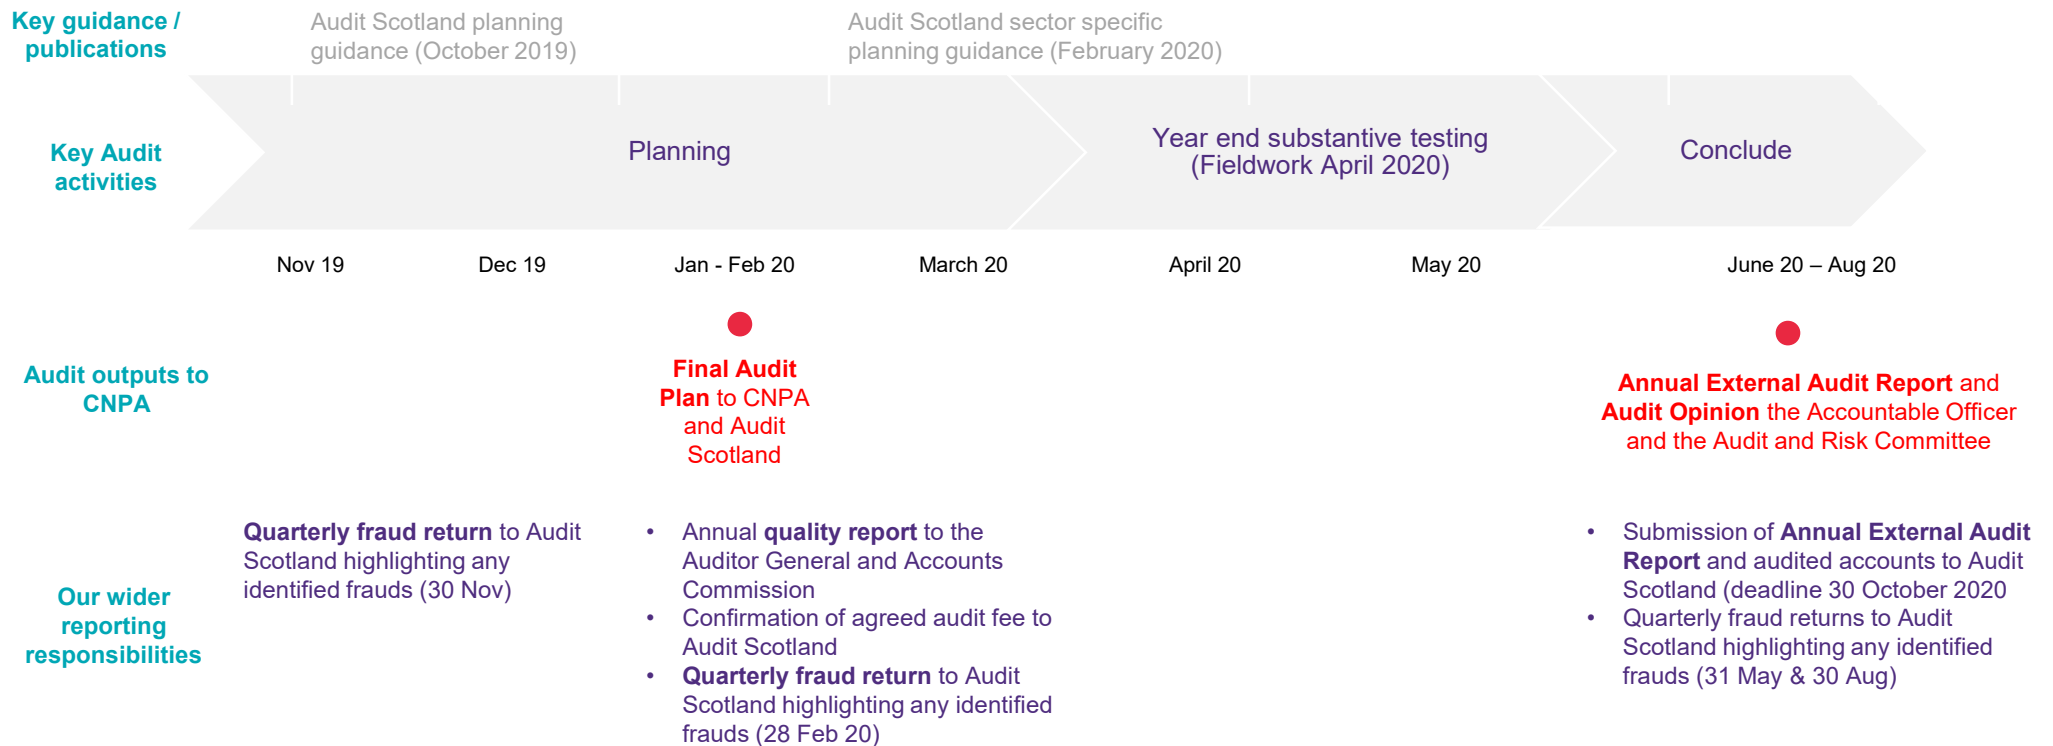 Key guidance /
publications
Audit Scotland planning
guidance (October 2019)
Audit Scotland sector specific
planning guidance (February 2020)
Key Audit
activities
Planning
Year end substantive testing
(Fieldwork April 2020)
Conclude
Nov 19
Dec 19
Jan - Feb 20
March 20
April 20
May 20
June 20 – Aug 20
Audit outputs to
CNPA
Final Audit
Plan to CNPA
and Audit
Scotland
Annual External Audit Report and
Audit Opinion the Accountable Officer
and the Audit and Risk Committee
Our wider
reporting
responsibilities
Quarterly fraud return to Audit
Scotland highlighting any
identified frauds (30 Nov)
• Annual quality report to the
Auditor General and Accounts
Commission
• Confirmation of agreed audit fee to
Audit Scotland
• Quarterly fraud return to Audit
Scotland highlighting any identified
frauds (28 Feb 20)
• Submission of Annual External Audit
Report and audited accounts to Audit
Scotland (deadline 30 October 2020
• Quarterly fraud returns to Audit
Scotland highlighting any identified
frauds (31 May & 30 Aug)